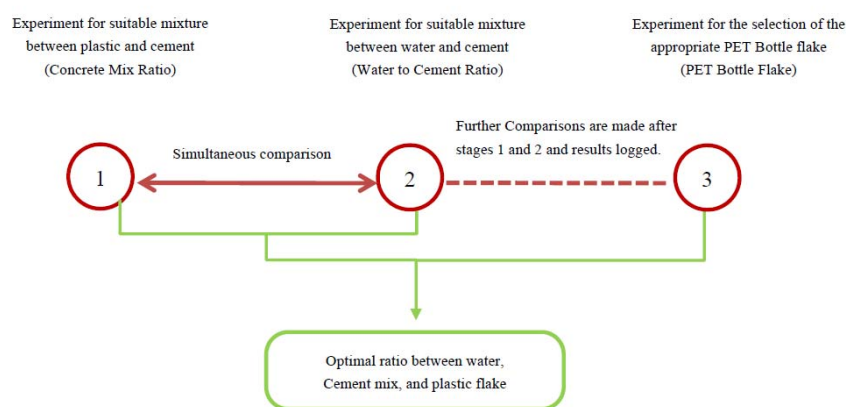 Experiment for suitable mixture
between plastic and cement
(Concrete Mix Ratio)
Experiment for suitable mixture
between water and cement
(Water to Cement Ratio)
Experiment for the selection of the
appropriate PET Bottle flake
(PET Bottle Flake)
1
Simultaneous comparison
2
Further Comparisons are made after
stages 1 and 2 and results logged.
3
Optimal ratio between water,
Cement mix, and plastic flake